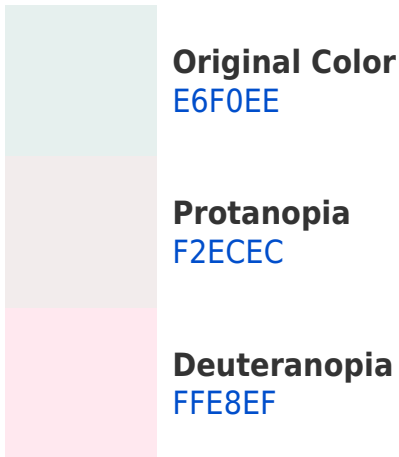 Original Color
E6F0EE
Protanopia
F2ECEC
Deuteranopia
FFE8EF